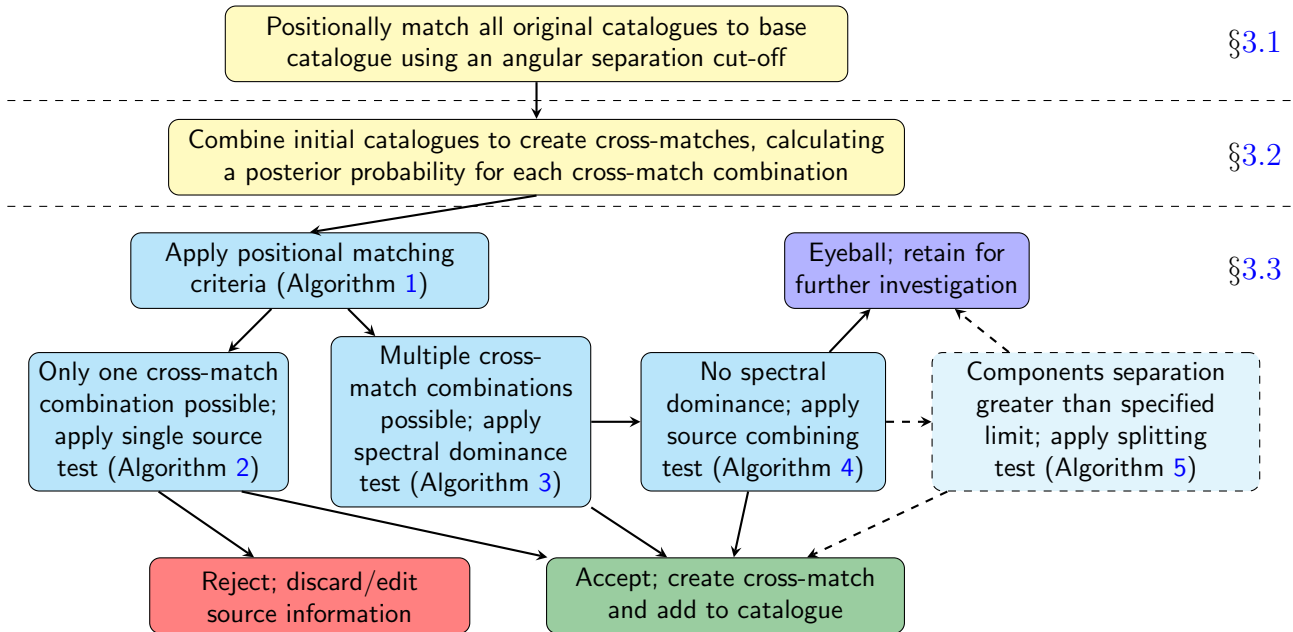 Positionally match all original catalogues to base
catalogue using an angular separation cut-off
§3.1
Combine initial catalogues to create cross-matches, calculating
a posterior probability for each cross-match combination
§3.2
Apply positional matching
criteria (Algorithm 1)
Eyeball; retain for
further investigation
§3.3
Only one cross-match
combination possible;
apply single source
test (Algorithm 2)
Multiple cross-
match combinations
possible; apply
spectral dominance
test (Algorithm 3)
No spectral
dominance; apply
source combining
test (Algorithm 4)
Components separation
greater than specified
limit; apply splitting
test (Algorithm 5)
Reject; discard/edit
source information
Accept; create cross-match
and add to catalogue